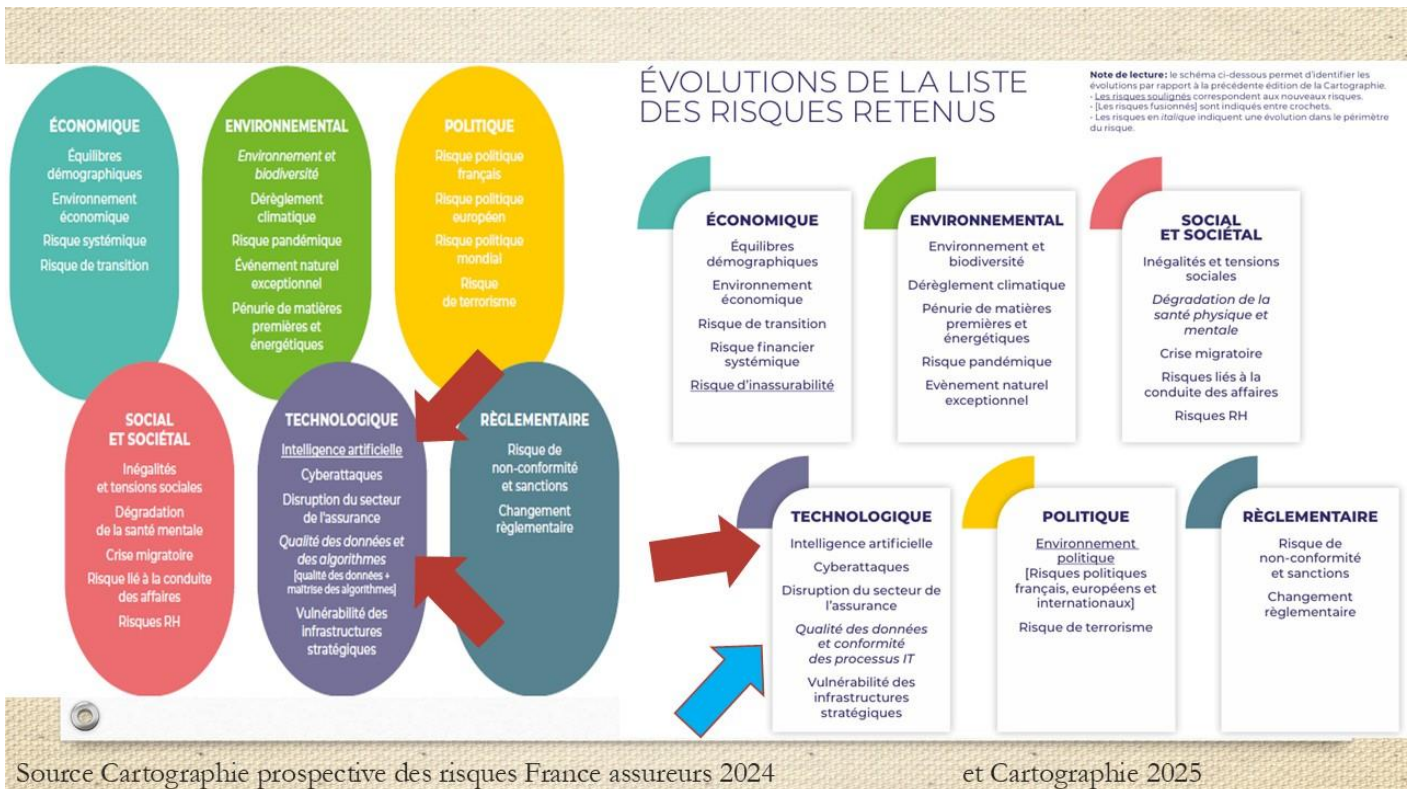 ÉCONOMIQUE
Équilibres
démographiques
Environnement
économique
Risque systémique
Risque de transition
ENVIRONNEMENTAL
Environnement et
biodiversité
Dérèglement
climatique
Risque pandémique
Événement naturel
exceptionnel
Pénurie de matières
premières et
énergétiques
POLITIQUE
Risque politique
français
Risque politique
européen
Risque politique
mondial
Risque
de terrorisme
SOCIAL
ET SOCIÉTAL
Inégalités
et tensions sociales
Dégradation
de la santé mentale
Crise migratoire
Risque lié à la conduite
des affaires
Risques RH
TECHNOLOGIQUE
Intelligence artificielle
Cyberattaques
Disruption du secteur
de l'assurance
Qualité des données et
des algorithmes
[qualité des données +
maîtrise des algorithmes]
Vulnérabilité des
infrastructures
stratégiques
RÈGLEMENTAIRE
Risque de
non-conformité
et sanctions
Changement
règlementaire
ÉVOLUTIONS DE LA LISTE
DES RISQUES RETENUS
Note de lecture : le schéma ci-dessous permet d'identifier les
évolutions par rapport à la précédente édition de la Cartographie.
- Les risques soulignés correspondent aux nouveaux risques.
- [Les risques fusionnés] sont indiqués entre crochets.
- Les risques en italique indiquent une évolution dans le périmètre
du risque.
ÉCONOMIQUE
Équilibres
démographiques
Environnement
économique
Risque de transition
Risque financier
systémique
Risque d'inassurabilité
ENVIRONNEMENTAL
Environnement et
biodiversité
Dérèglement climatique
Pénurie de matières
premières et
énergétiques
Risque pandémique
Evènement naturel
exceptionnel
SOCIAL
ET SOCIÉTAL
Inégalités et tensions
sociales
Dégradation de la
santé physique et
mentale
Crise migratoire
Risques liés à la
conduite des affaires
Risques RH
TECHNOLOGIQUE
Intelligence artificielle
Cyberattaques
Disruption du secteur de
l'assurance
Qualité des données
et conformité
des processus IT
Vulnérabilité des
infrastructures
stratégiques
POLITIQUE
Environnement
politique
[Risques politiques
français, européens et
internationaux]
Risque de terrorisme
RÈGLEMENTAIRE
Risque de
non-conformité
et sanctions
Changement
règlementaire
Source Cartographie prospective des risques France assureurs 2024 et Cartographie 2025